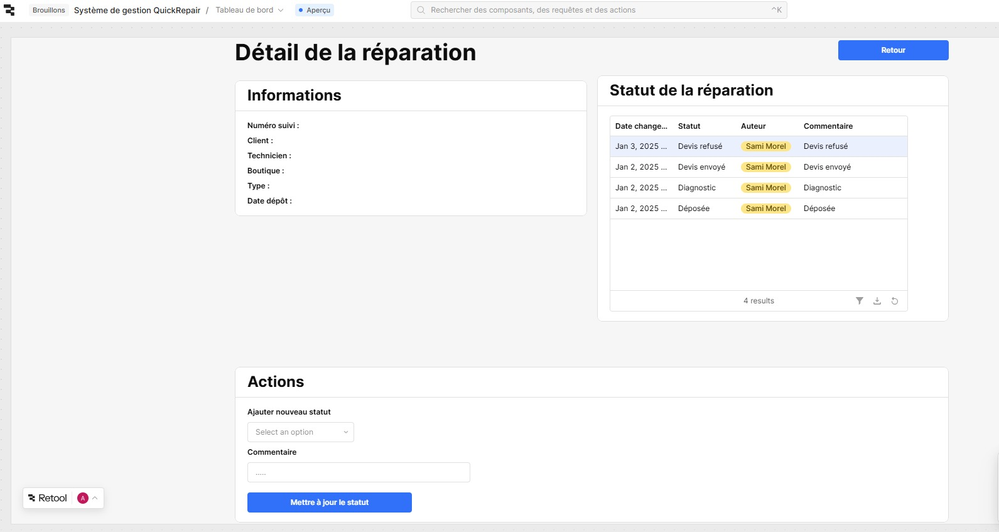 Brouillons Système de gestion QuickRepair / Tableau de bord Aperçu
Rechercher des composants, des requêtes et des actions ^K
Détail de la réparation
Retour
Informations
Numéro suivi :
Client :
Technicien :
Boutique :
Type :
Date dépôt :
Statut de la réparation
Date change... Statut Auteur Commentaire
Jan 3, 2025 ... Devis refusé Sami Morel Devis refusé
Jan 2, 2025 ... Devis envoyé Sami Morel Devis envoyé
Jan 2, 2025 ... Diagnostic Sami Morel Diagnostic
Jan 2, 2025 ... Déposée Sami Morel Déposée
4 results
Actions
Ajouter nouveau statut
Select an option
Commentaire
.....
Mettre à jour le statut
Retool A